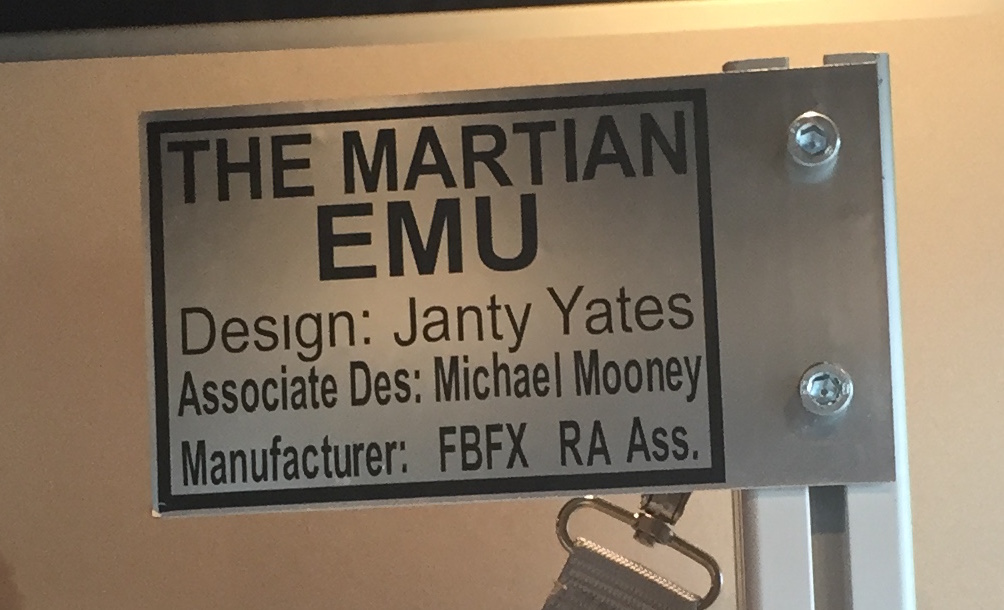 THE MARTIAN
EMU
Design: Janty Yates
Associate Des: Michael Mooney
Manufacturer: FBFX RA Ass.